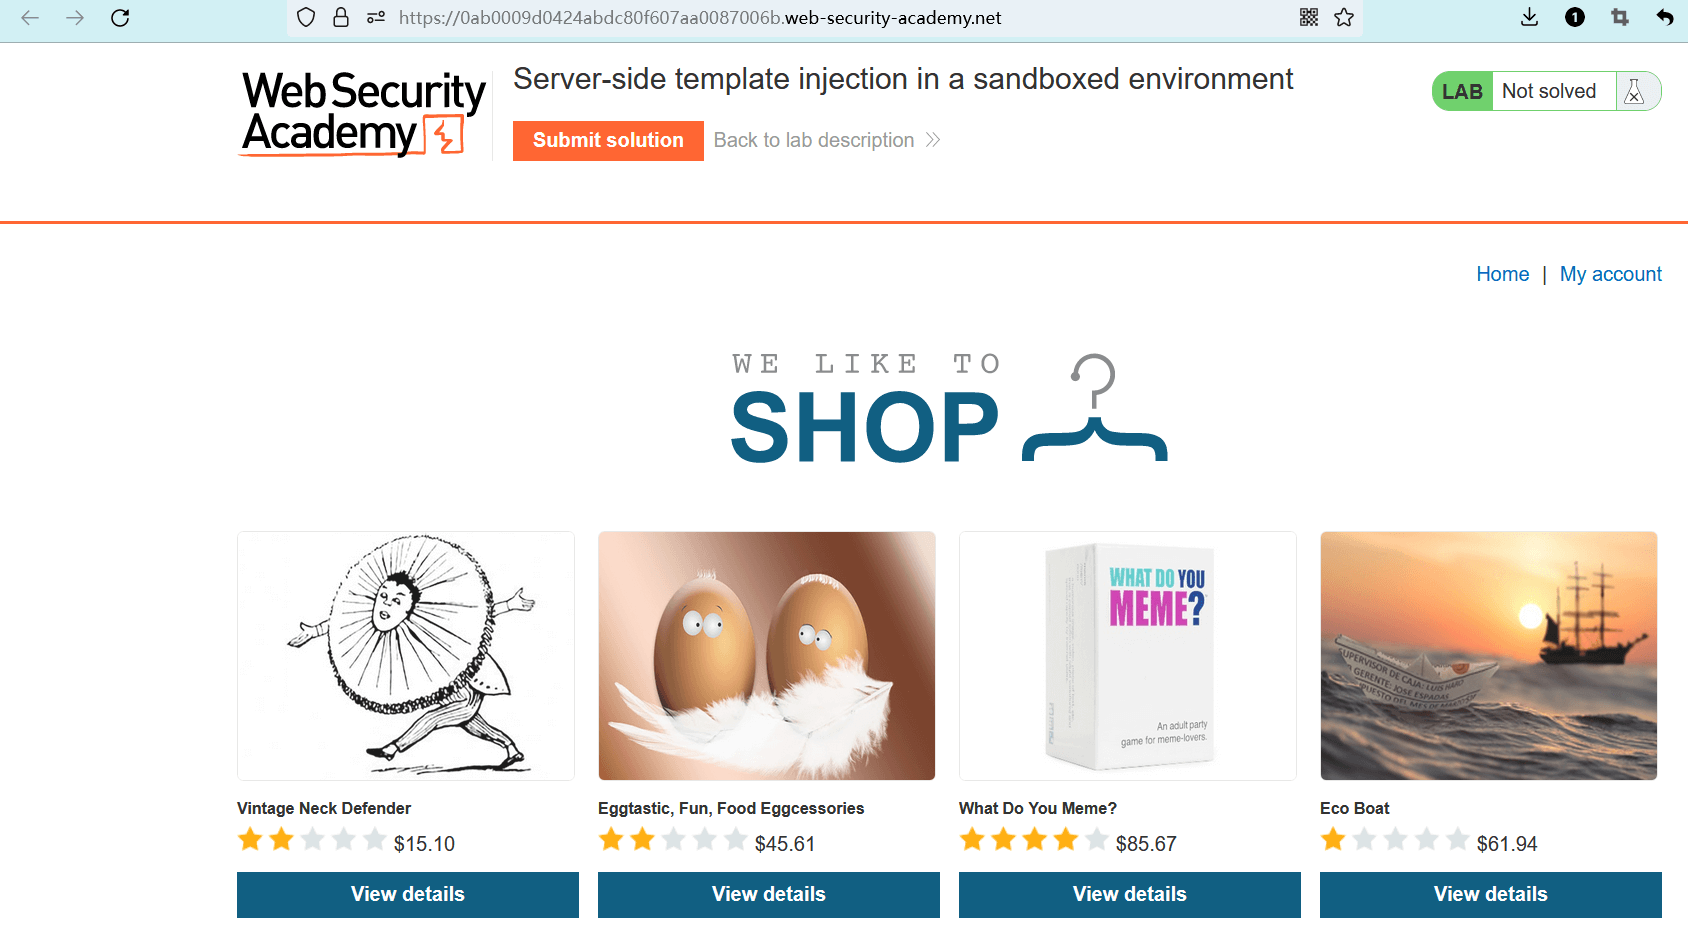 https://0ab0009d0424abdc80f607aa0087006b.web-security-academy.net
1
Web Security
Academy
Server-side template injection in a sandboxed environment
Submit solution
Back to lab description
LAB Not solved
Home | My account
WE LIKE TO
SHOP
WHAT DO YOU
MEME?
An adult party
game for meme-lovers.
SUPERVISOR DE CAJA: LUIS HARO
GERENTE: JOSE ESPADAS
Vintage Neck Defender
$15.10
View details
Eggtastic, Fun, Food Eggcessories
$45.61
View details
What Do You Meme?
$85.67
View details
Eco Boat
$61.94
View details